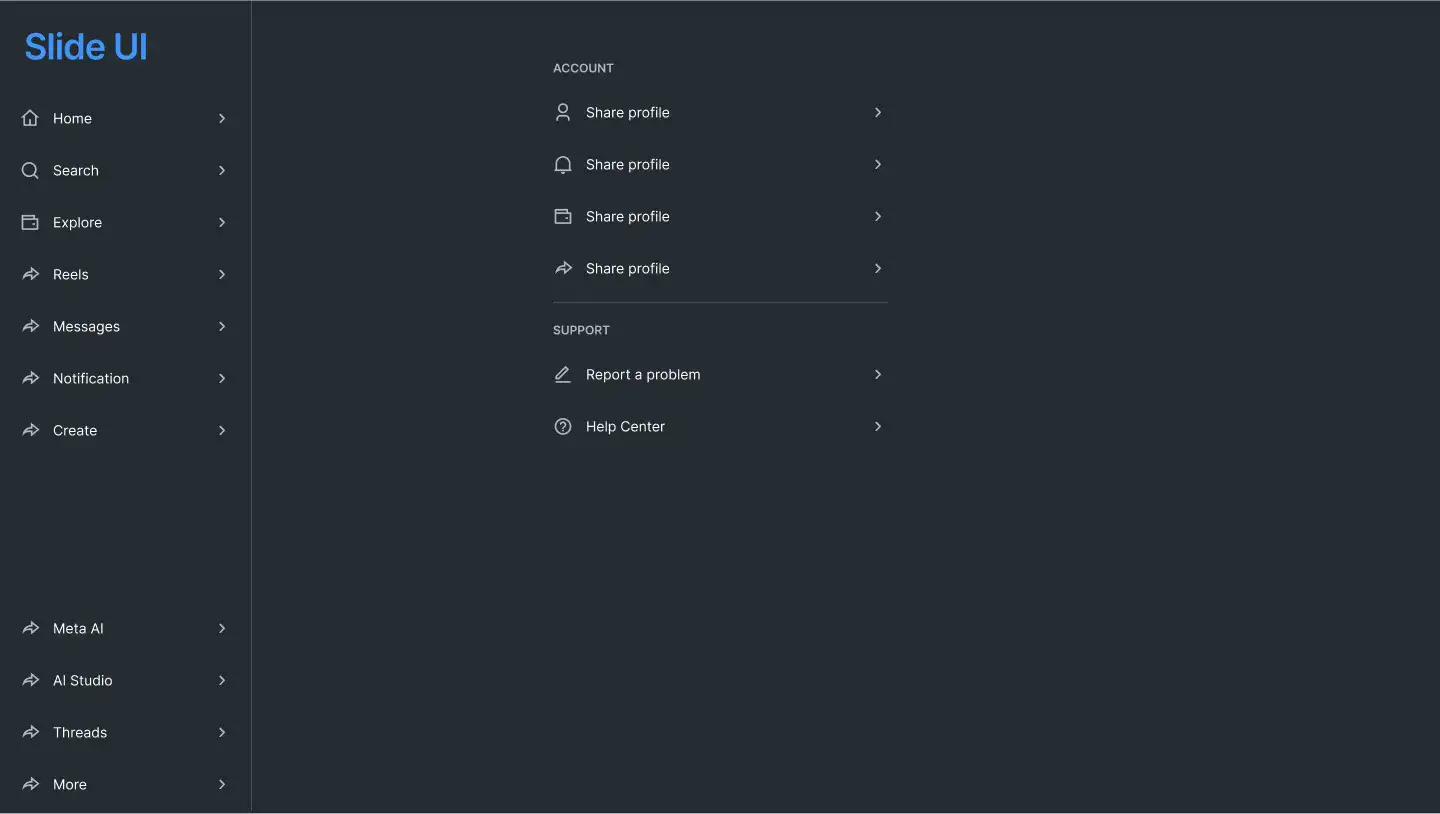 Slide UI
Home
Search
Explore
Reels
Messages
Notification
Create
Meta AI
AI Studio
Threads
More
ACCOUNT
Share profile
Share profile
Share profile
Share profile
SUPPORT
Report a problem
Help Center